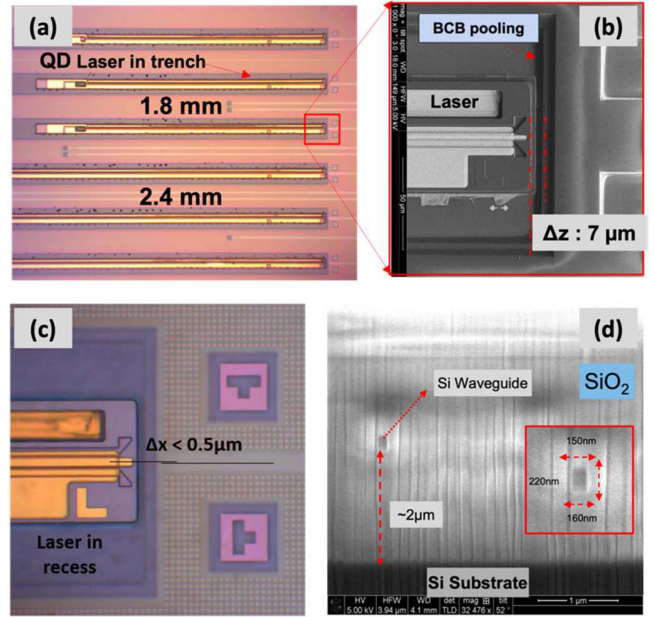 (a)
QD Laser in trench
1.8 mm
2.4 mm
(b)
BCB pooling
Laser
Δz : 7 μm
50 μm
(c)
Δx < 0.5μm
Laser in
recess
(d)
Si Waveguide
SiO2
150nm
220nm
160nm
~2μm
Si Substrate
HV HFW WD det mag tilt
5.00 kV 3.94 μm 4.1 mm TLD 32 476 x 52 °
1 μm